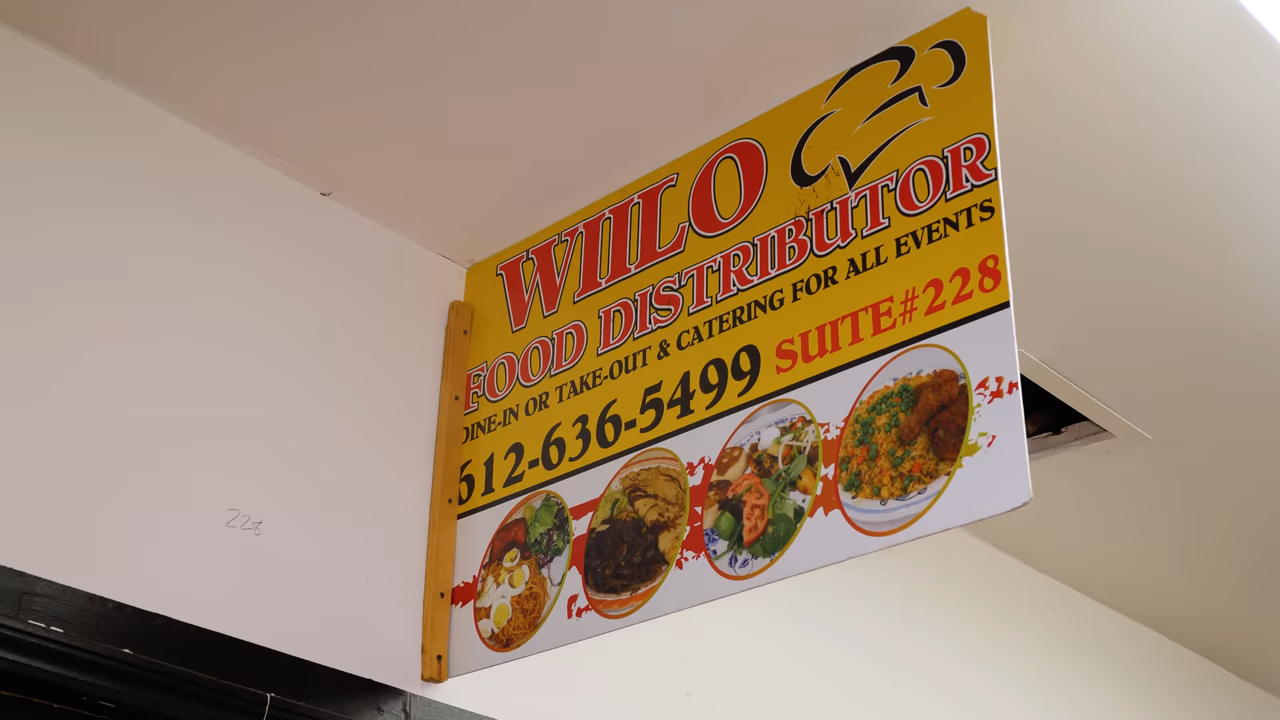 WIILO
FOOD DISTRIBUTOR
DINE-IN OR TAKE-OUT & CATERING FOR ALL EVENTS
612-636-5499 SUITE#228
228